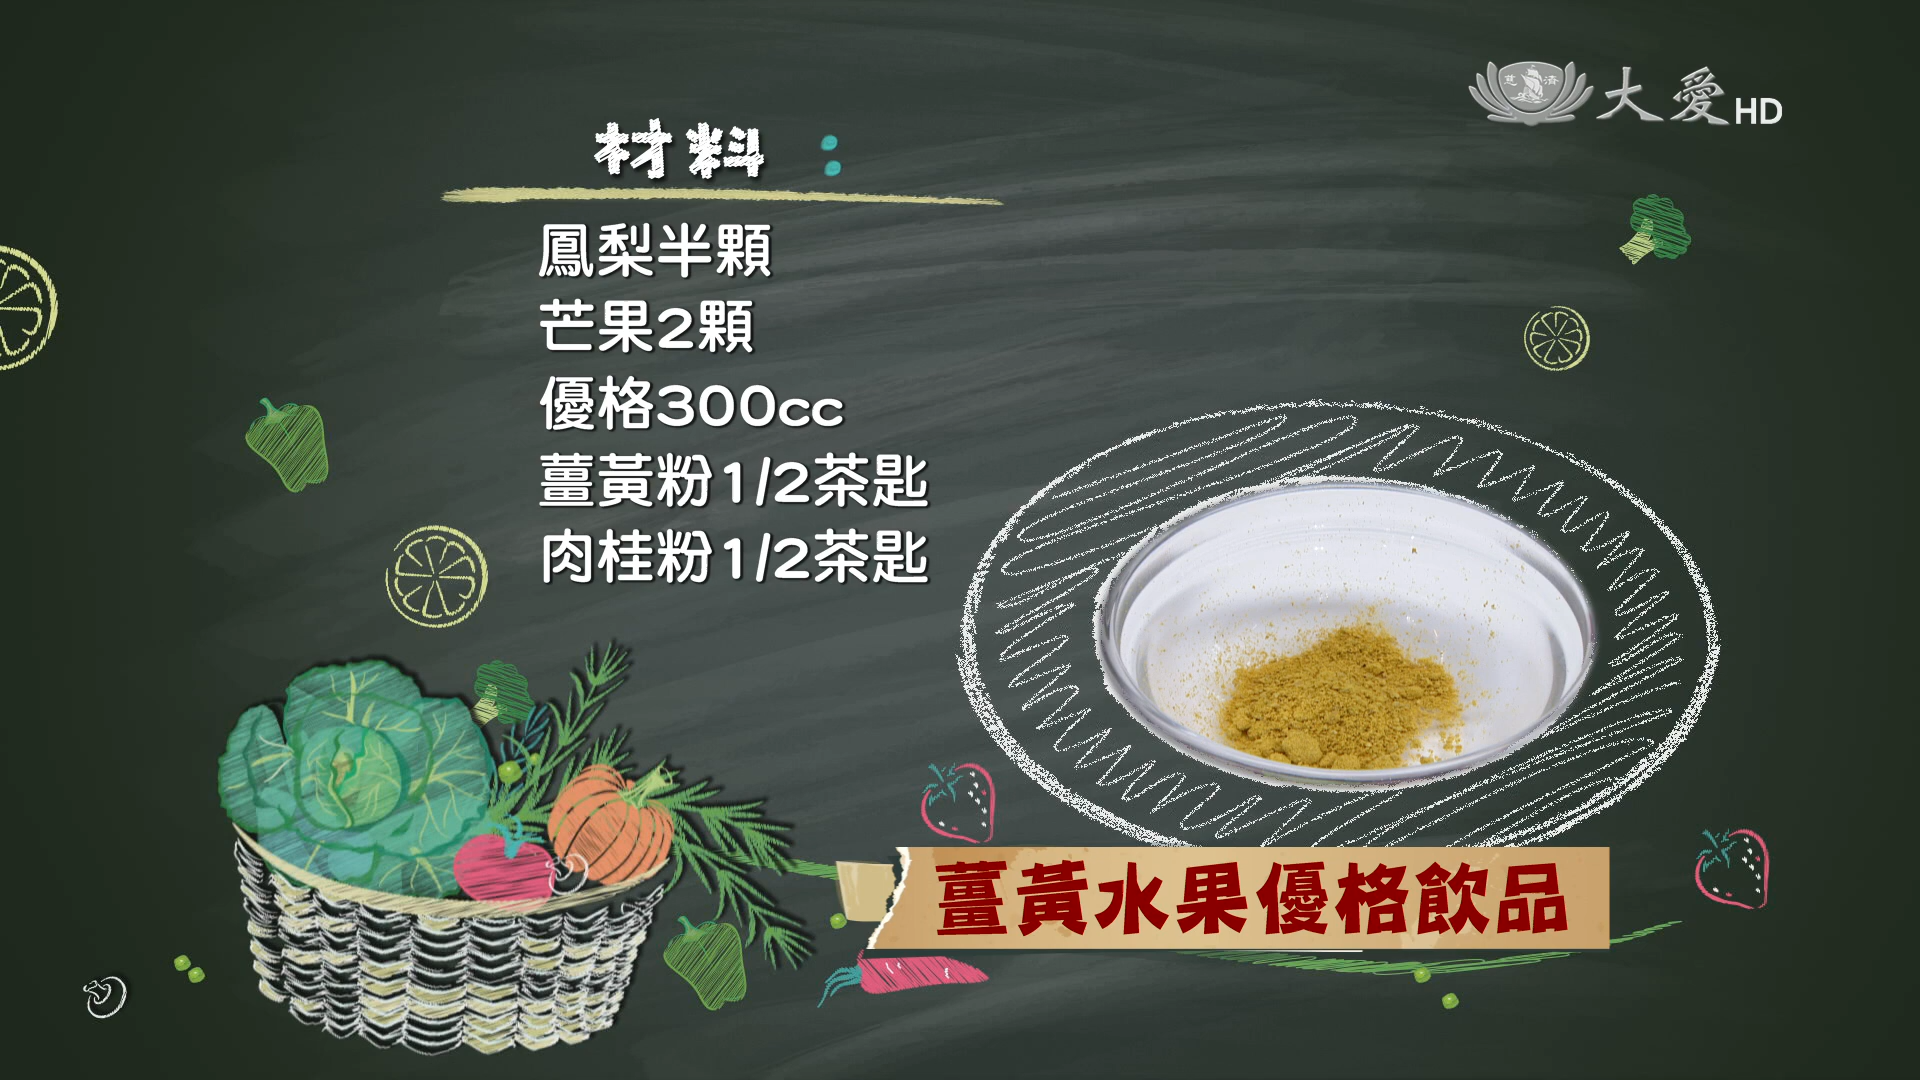 慈濟
大愛HD
材料：
鳳梨半顆
芒果2顆
優格300cc
薑黃粉1/2茶匙
肉桂粉1/2茶匙
薑黃水果優格飲品